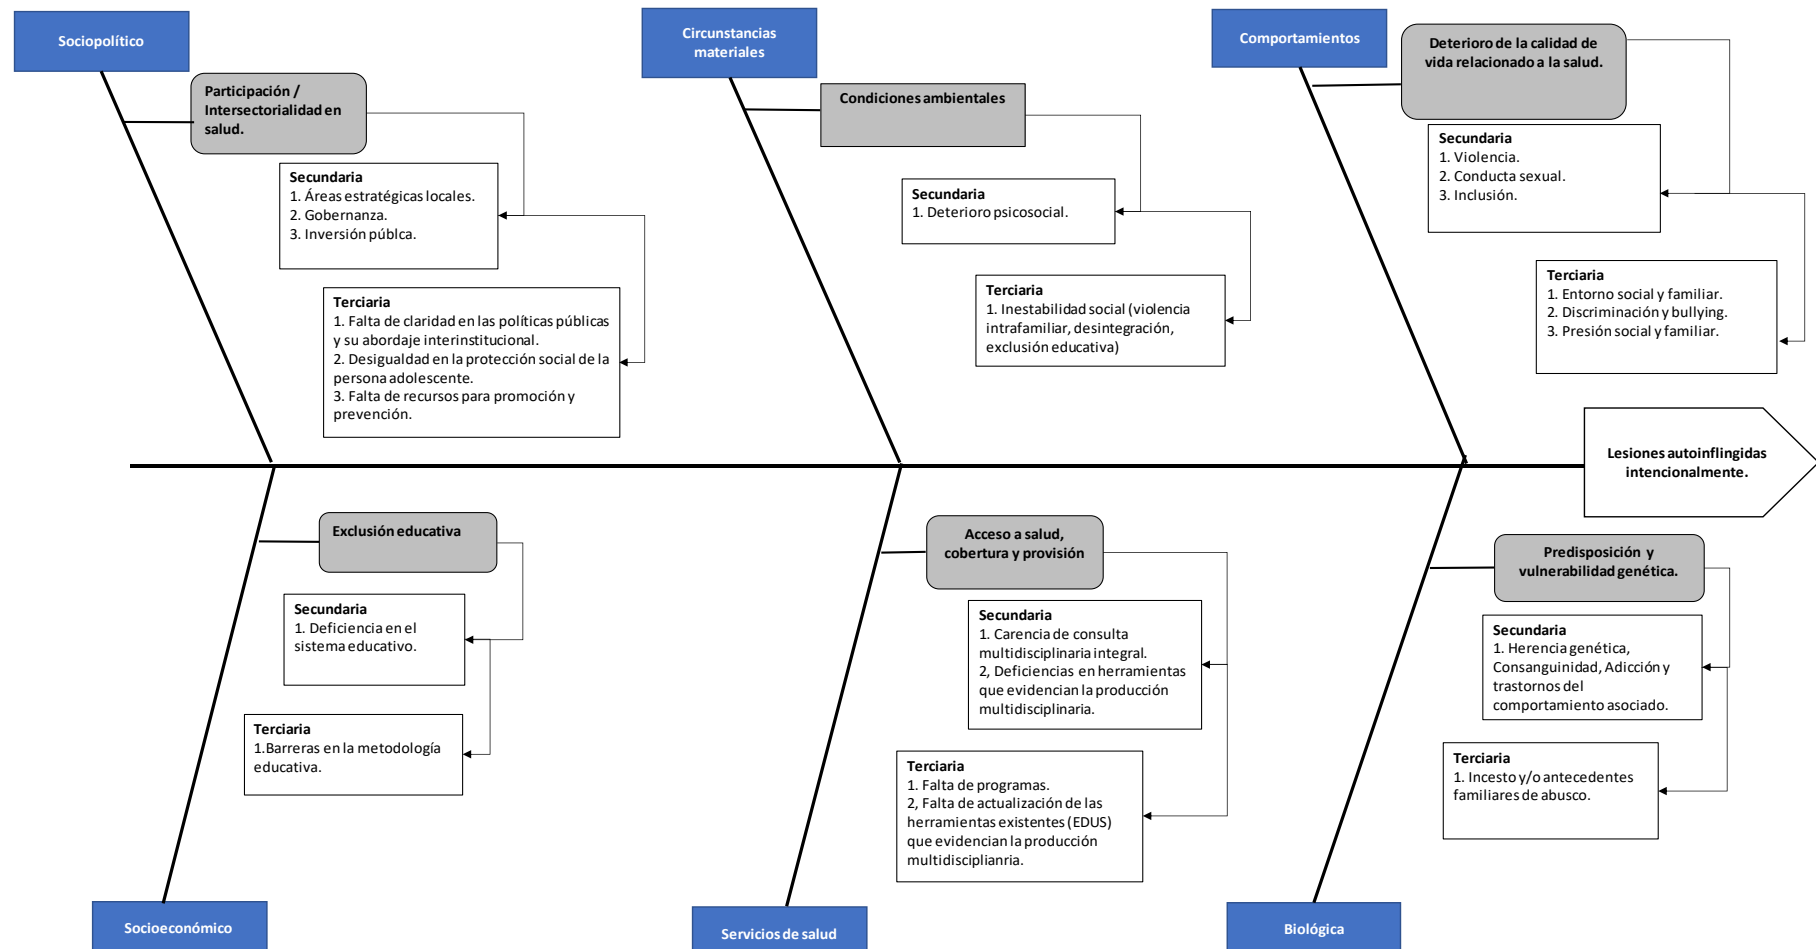 Sociopolítico
Participación /
Intersectorialidad en
salud.
Secundaria
1. Áreas estratégicas locales.
2. Gobernanza.
3. Inversión públca.
Terciaria
1. Falta de claridad en las políticas públicas
y su abordaje interinstitucional.
2. Desigualdad en la protección social de la
persona adolescente.
3. Falta de recursos para promoción y
prevención.
Circunstancias
materiales
Condiciones ambientales
Secundaria
1. Deterioro psicosocial.
Terciaria
1. Inestabilidad social (violencia
intrafamiliar, desintegración,
exclusión educativa)
Comportamientos
Deterioro de la calidad de
vida relacionado a la salud.
Secundaria
1. Violencia.
2. Conducta sexual.
3. Inclusión.
Terciaria
1. Entorno social y familiar.
2. Discriminación y bullying.
3. Presión social y familiar.
Lesiones autoinflingidas
intencionalmente.
Exclusión educativa
Secundaria
1. Deficiencia en el
sistema educativo.
Terciaria
1.Barreras en la metodología
educativa.
Socioeconómico
Acceso a salud,
cobertura y provisión
Secundaria
1. Carencia de consulta
multidisciplinaria integral.
2, Deficiencias en herramientas
que evidencian la producción
multidisciplinaria.
Terciaria
1. Falta de programas.
2, Falta de actualización de las
herramientas existentes (EDUS)
que evidencian la producción
multidisciplianria.
Servicios de salud
Predisposición y
vulnerabilidad genética.
Secundaria
1. Herencia genética,
Consanguinidad, Adicción y
trastornos del
comportamiento asociado.
Terciaria
1. Incesto y/o antecedentes
familiares de abusco.
Biológica